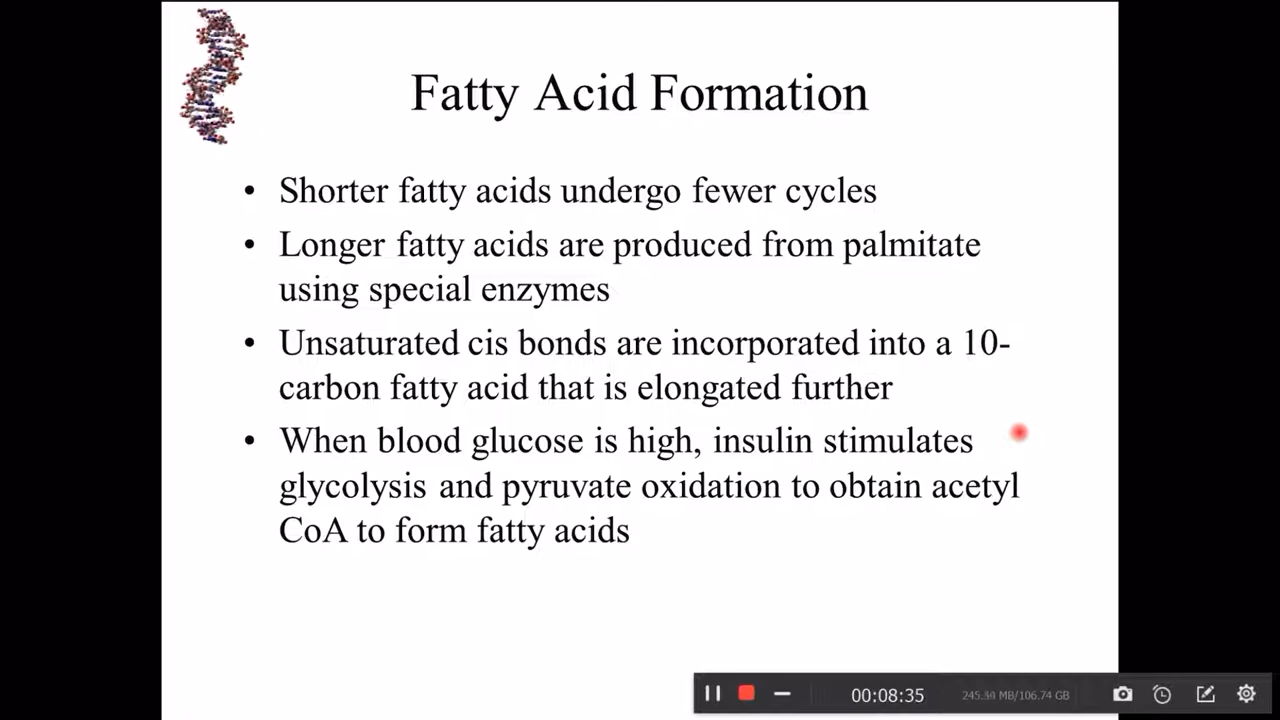 Fatty Acid Formation
• Shorter fatty acids undergo fewer cycles
• Longer fatty acids are produced from palmitate
using special enzymes
• Unsaturated cis bonds are incorporated into a 10-
carbon fatty acid that is elongated further
• When blood glucose is high, insulin stimulates
glycolysis and pyruvate oxidation to obtain acetyl
CoA to form fatty acids
00:08:35 MB/106.74 GB